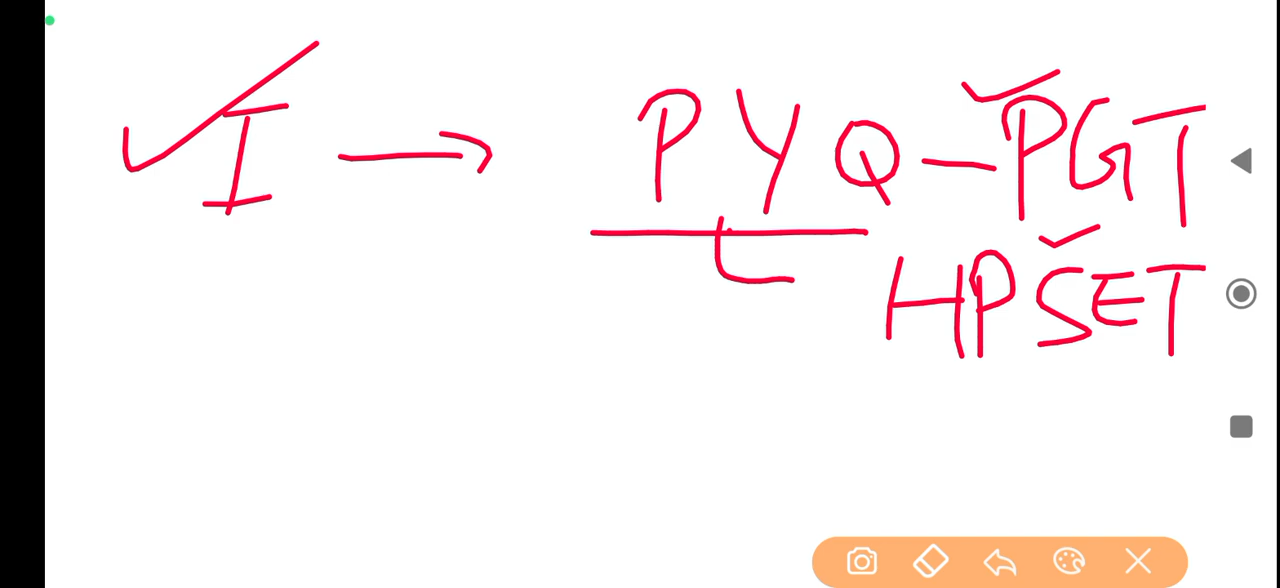 I → PYQ - PGT
HPSET